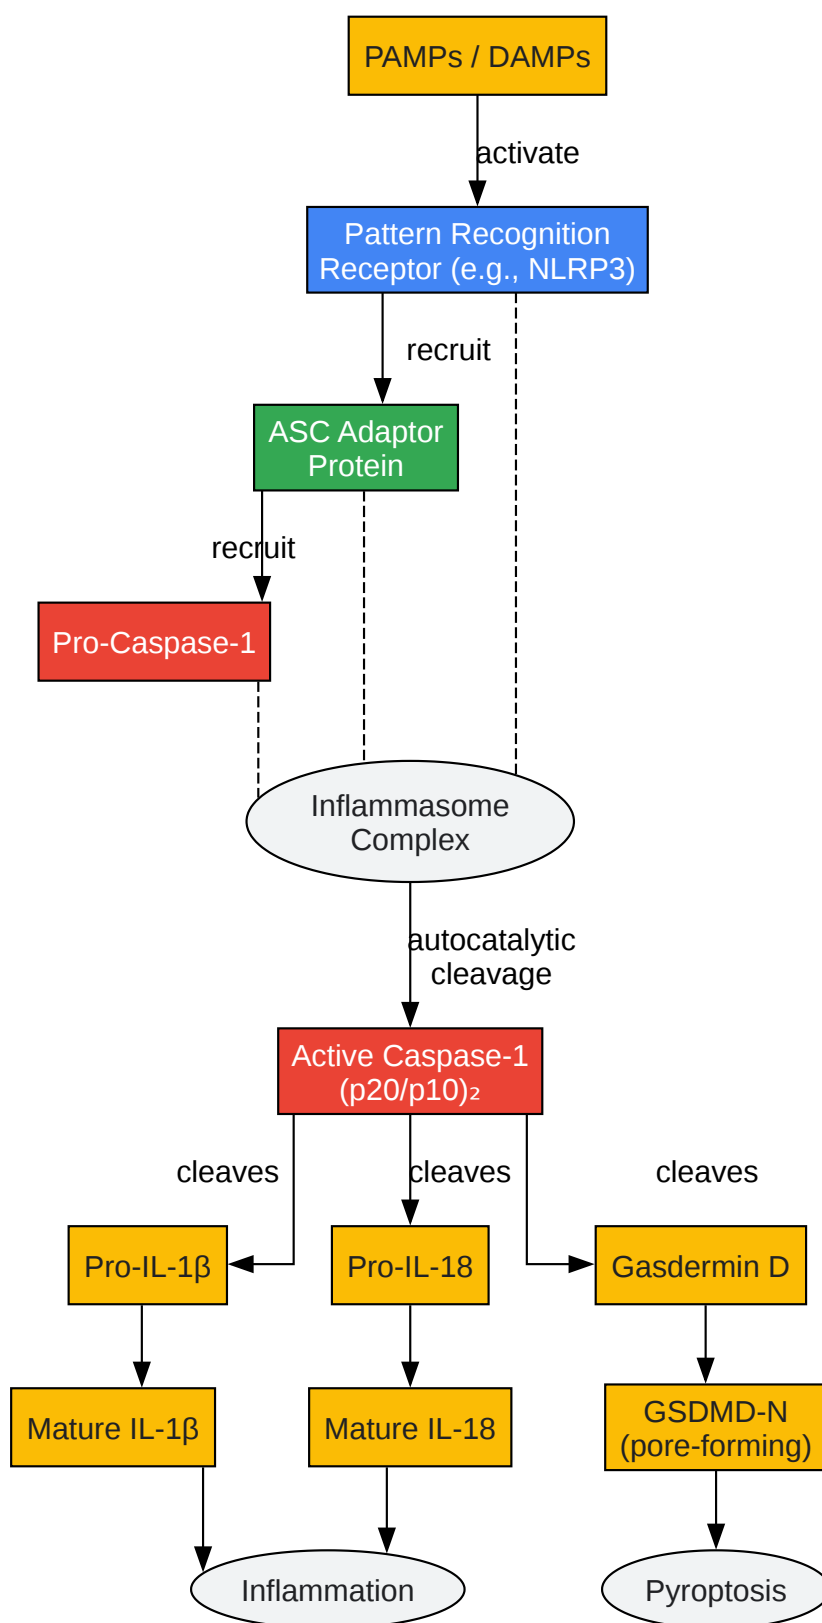 PAMPs / DAMPs
activate
Pattern Recognition
Receptor (e.g., NLRP3)
recruit
ASC Adaptor
Protein
recruit
Pro-Caspase-1
Inflammasome
Complex
autocatalytic
cleavage
Active Caspase-1
(p20/p10)₂
cleaves
cleaves
cleaves
Pro-IL-1β
Pro-IL-18
Gasdermin D
Mature IL-1β
Mature IL-18
GSDMD-N
(pore-forming)
Inflammation
Pyroptosis